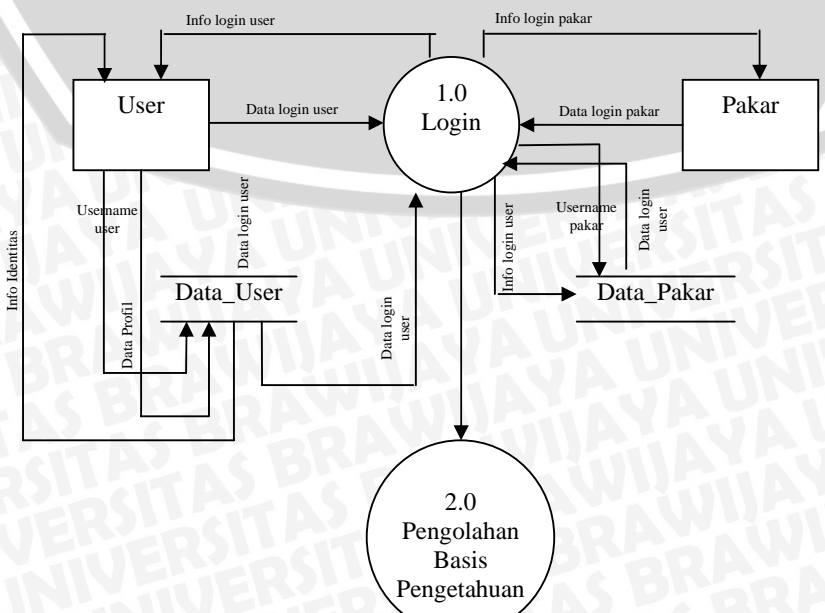 Info login user
Info login pakar
User
Data login user
1.0
Login
Data login pakar
Pakar
Info Identitas
Username
user
Data Profil
Data login user
Data_User
Data login
user
Info login user
Username
pakar
Data login
user
Data_Pakar
2.0
Pengolahan
Basis
Pengetahuan
UNIVERSITAS BRAWIJAYA